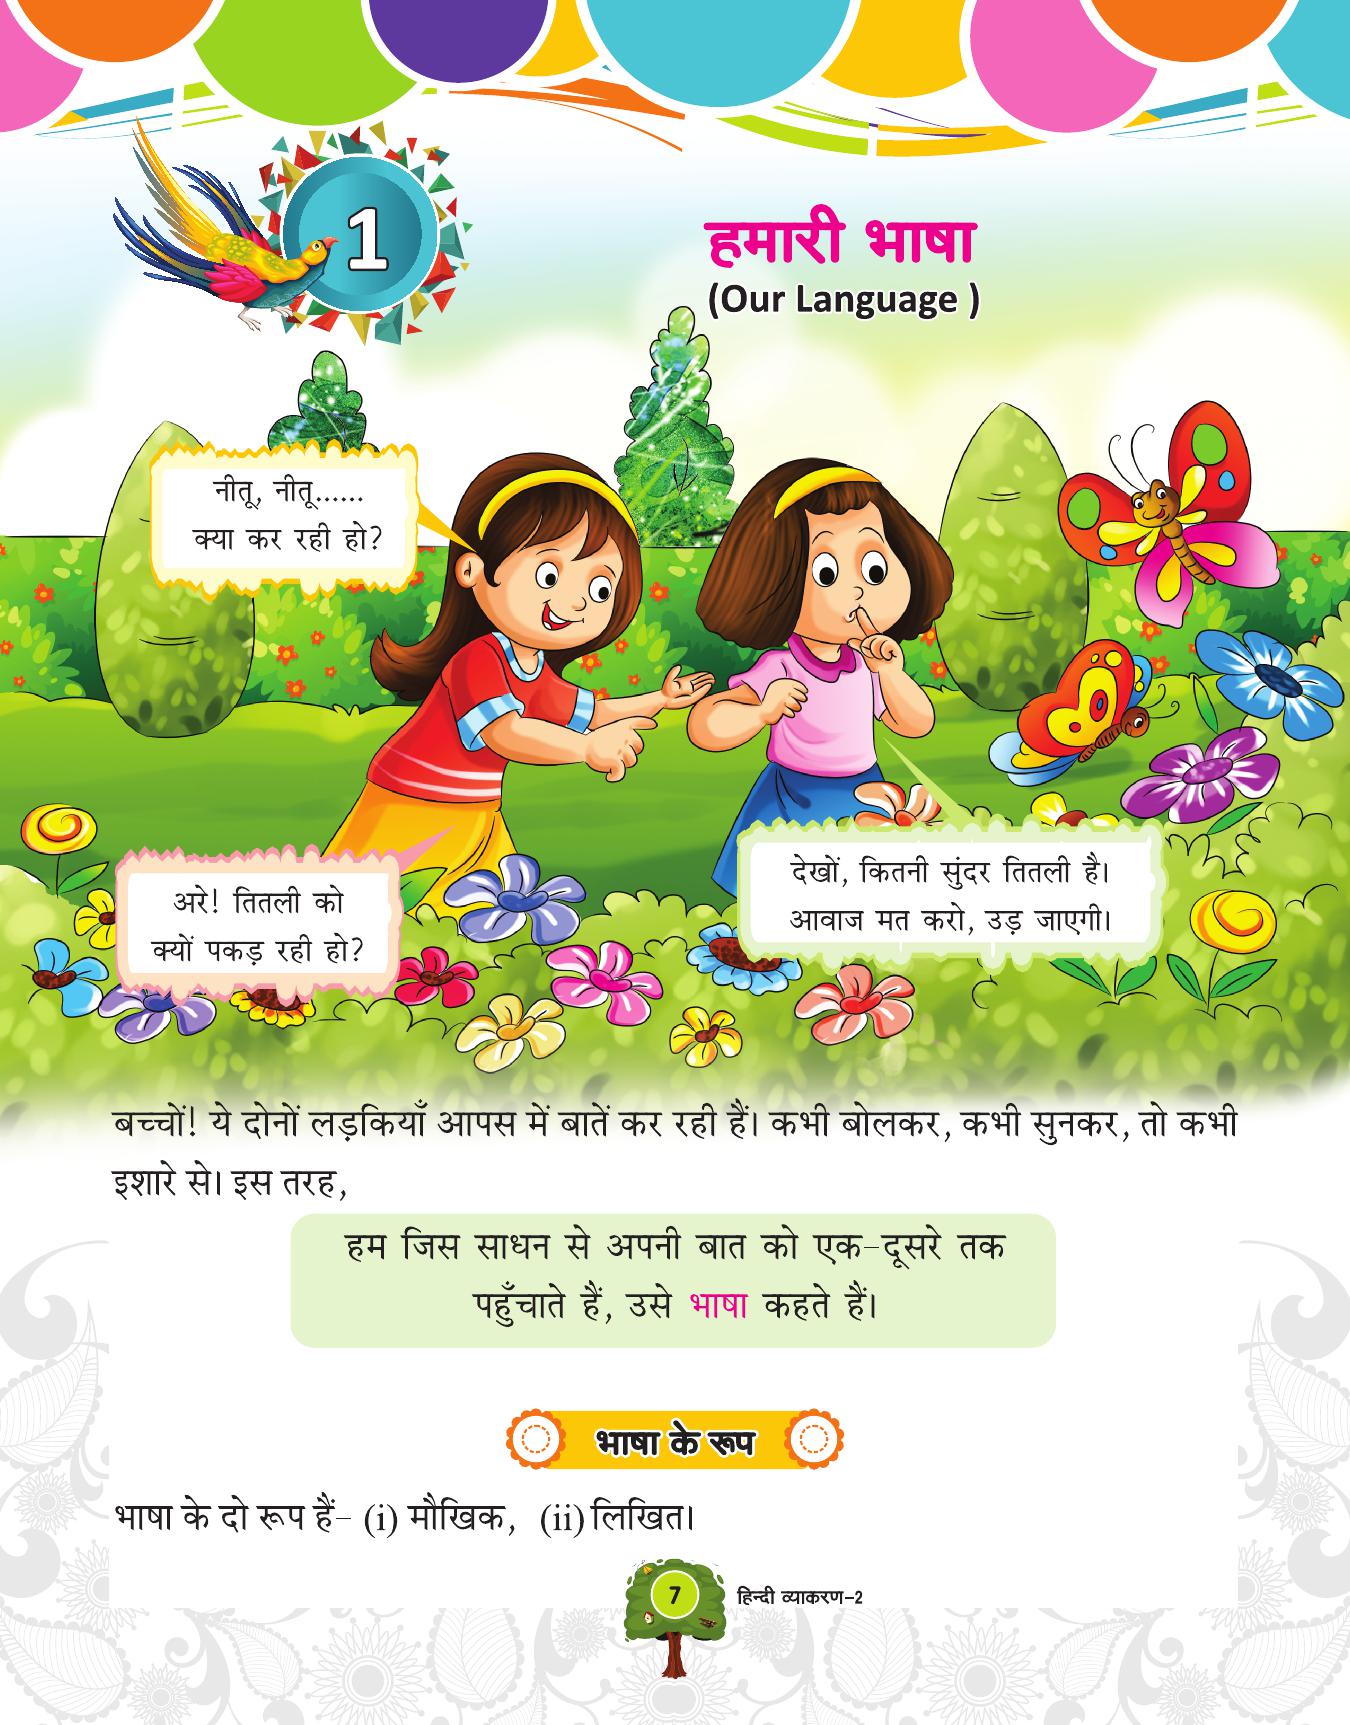 1
हमारी भाषा
(Our Language )
नीतू, नीतू......
क्या कर रही हो?
अरे! तितली को
क्यों पकड़ रही हो?
देखों, कितनी सुंदर तितली है।
आवाज मत करो, उड़ जाएगी।
बच्चों! ये दोनों लड़कियाँ आपस में बातें कर रही हैं। कभी बोलकर, कभी सुनकर, तो कभी
इशारे से। इस तरह,
हम जिस साधन से अपनी बात को एक-दूसरे तक
पहुँचाते हैं, उसे भाषा कहते हैं।
भाषा के रूप
भाषा के दो रूप हैं- (i) मौखिक, (ii) लिखित।
7 हिन्दी व्याकरण-2